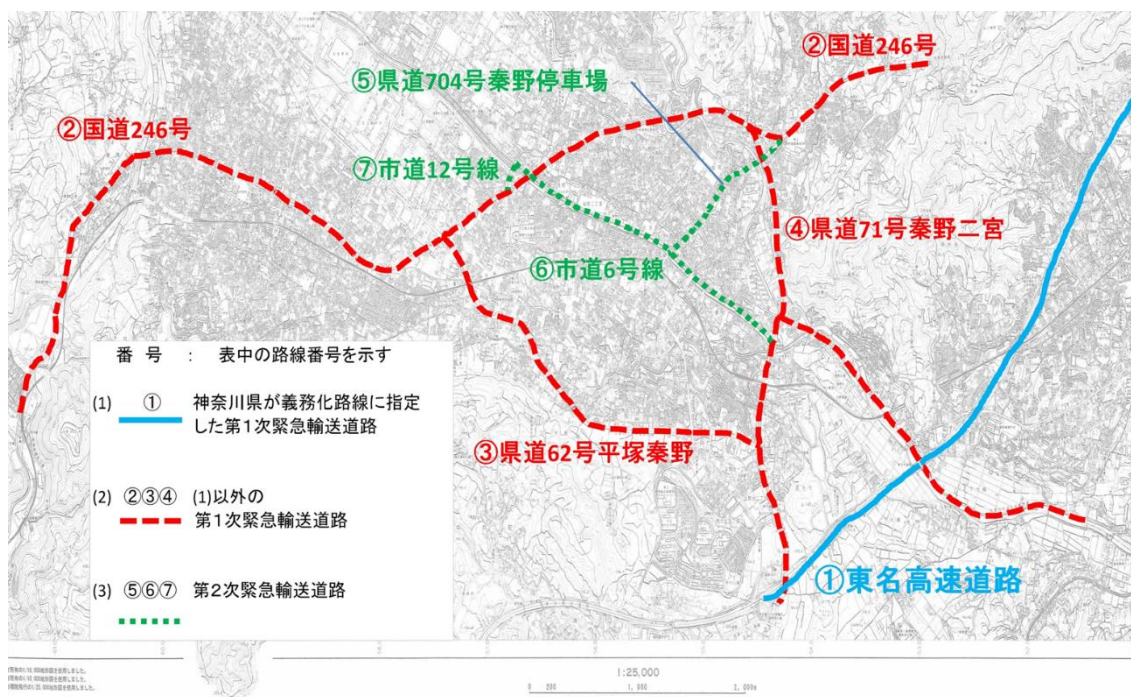 ②国道246号
⑤県道704号秦野停車場
②国道246号
⑦市道12号線
④県道71号秦野二宮
⑥市道6号線
③県道62号平塚秦野
①東名高速道路
番 号 : 表中の路線番号を示す
(1) ① 神奈川県が義務化路線に指定
した第1次緊急輸送道路
(2) ②③④ (1)以外の
第1次緊急輸送道路
(3) ⑤⑥⑦ 第2次緊急輸送道路
1:25,000